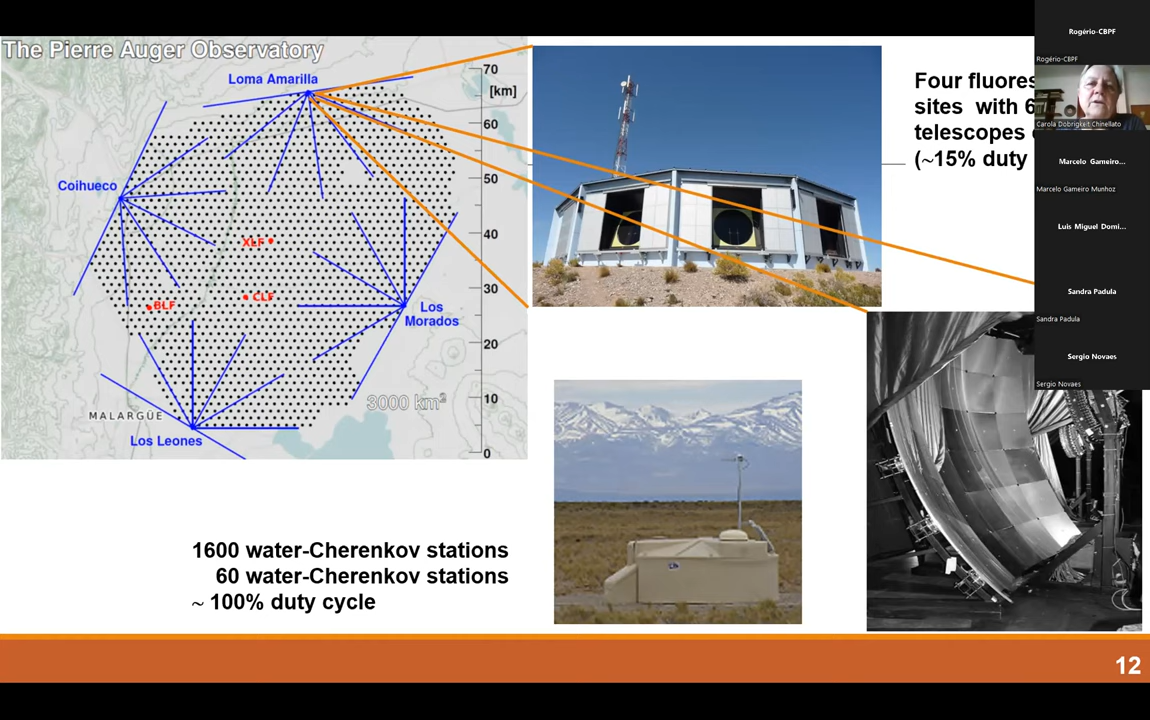 The Pierre Auger Observatory
Loma Amarilla
70
[km]
60
Coihueco
50
XLF
40
BLF
CLF
30
Los
Morados
20
3000 km²
10
MALARGÜE
Los Leones
0
Four fluores
sites with 6
telescopes
(~15% duty
1600 water-Cherenkov stations
60 water-Cherenkov stations
~ 100% duty cycle
12
Rogério-CBPF
Rogério-CBPF
Carola Dobrigkeit Chinellato
Marcelo Gameiro...
Marcelo Gameiro Munhoz
Luis Miguel Domi...
Sandra Padula
Sandra Padula
Sergio Novaes
Sergio Novaes